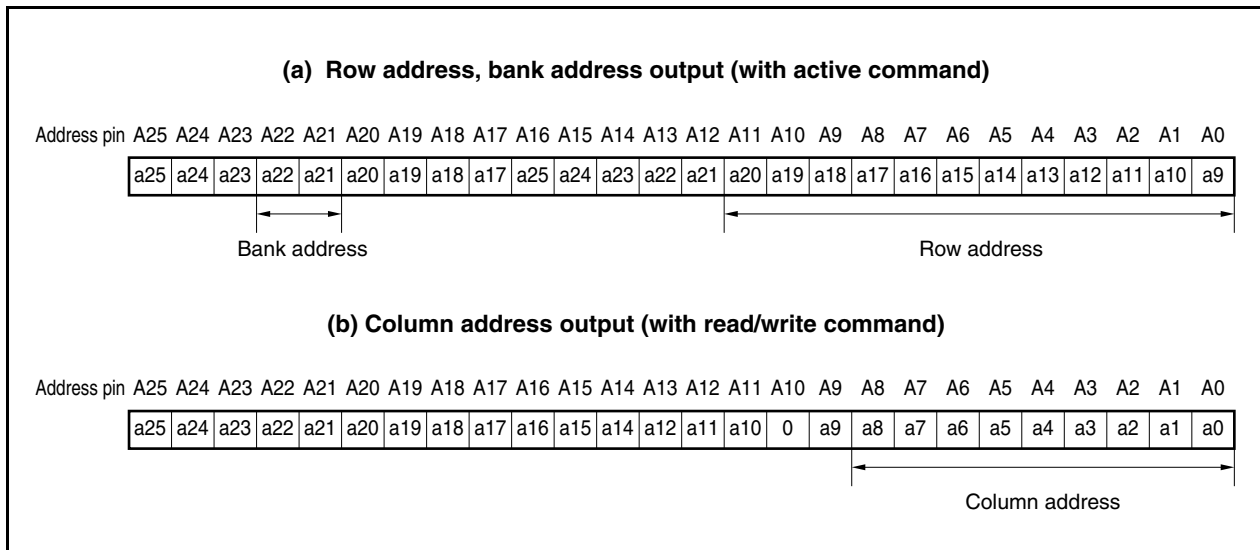 (a) Row address, bank address output (with active command)
Address pin A25 A24 A23 A22 A21 A20 A19 A18 A17 A16 A15 A14 A13 A12 A11 A10 A9 A8 A7 A6 A5 A4 A3 A2 A1 A0
a25 a24 a23 a22 a21 a20 a19 a18 a17 a25 a24 a23 a22 a21 a20 a19 a18 a17 a16 a15 a14 a13 a12 a11 a10 a9
Bank address Row address
(b) Column address output (with read/write command)
Address pin A25 A24 A23 A22 A21 A20 A19 A18 A17 A16 A15 A14 A13 A12 A11 A10 A9 A8 A7 A6 A5 A4 A3 A2 A1 A0
a25 a24 a23 a22 a21 a20 a19 a18 a17 a16 a15 a14 a12 a11 a10 0 a9 a8 a7 a6 a5 a4 a3 a2 a1 a0
Column address